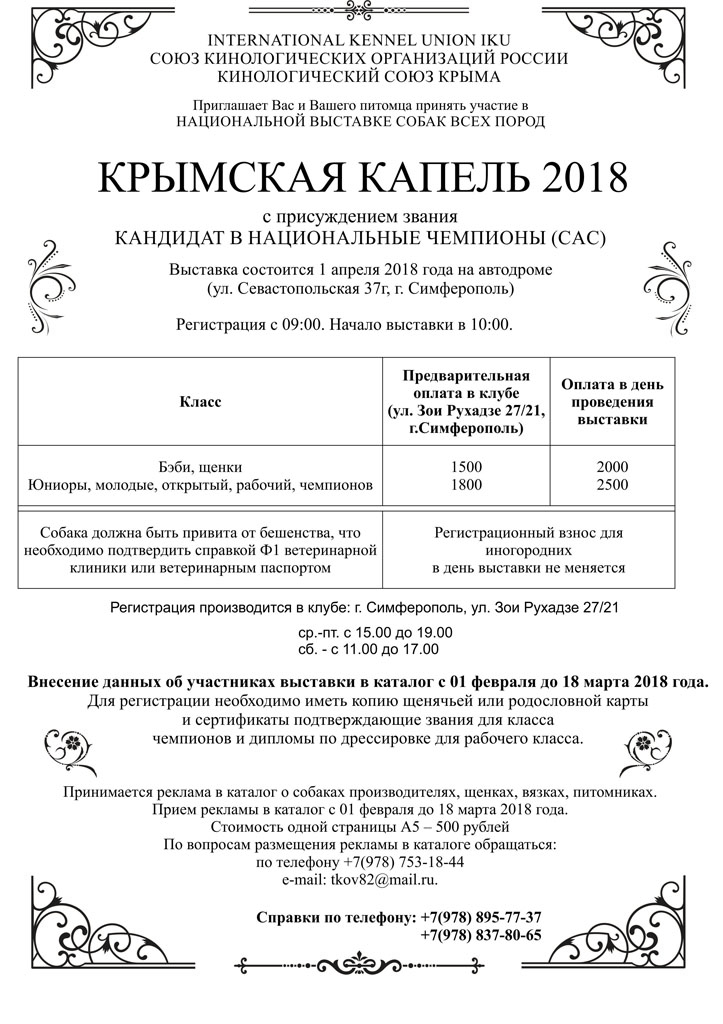 INTERNATIONAL KENNEL UNION IKU
СОЮЗ КИНОЛОГИЧЕСКИХ ОРГАНИЗАЦИЙ РОССИИ
КИНОЛОГИЧЕСКИЙ СОЮЗ КРЫМА
Приглашает Вас и Вашего питомца принять участие в
НАЦИОНАЛЬНОЙ ВЫСТАВКЕ СОБАК ВСЕХ ПОРОД
КРЫМСКАЯ КАПЕЛЬ 2018
с присуждением звания
КАНДИДАТ В НАЦИОНАЛЬНЫЕ ЧЕМПИОНЫ (CAC)
Выставка состоится 1 апреля 2018 года на автодроме
(ул. Севастопольская 37г, г. Симферополь)
Регистрация с 09:00. Начало выставки в 10:00.
Класс
Предварительная
оплата в клубе
(ул. Зои Рухадзе 27/21,
г.Симферополь)
Оплата в день
проведения
выставки
Бэби, щенки 1500 2000
Юниоры, молодые, открытый, рабочий, чемпионов 1800 2500
Собака должна быть привита от бешенства, что
необходимо подтвердить справкой Ф1 ветеринарной
клиники или ветеринарным паспортом
Регистрационный взнос для
иногородних
в день выставки не меняется
Регистрация производится в клубе: г. Симферополь, ул. Зои Рухадзе 27/21
ср.-пт. с 15.00 до 19.00
сб. - с 11.00 до 17.00
Внесение данных об участниках выставки в каталог с 01 февраля до 18 марта 2018 года.
Для регистрации необходимо иметь копию щенячьей или родословной карты
и сертификаты подтверждающие звания для класса
чемпионов и дипломы по дрессировке для рабочего класса.
Принимается реклама в каталог о собаках производителях, щенках, вязках, питомниках.
Прием рекламы в каталог с 01 февраля до 18 марта 2018 года.
Стоимость одной страницы А5 – 500 рублей
По вопросам размещения рекламы в каталоге обращаться:
по телефону +7(978) 753-18-44
e-mail: tkov82@mail.ru.
Справки по телефону: +7(978) 895-77-37
+7(978) 837-80-65